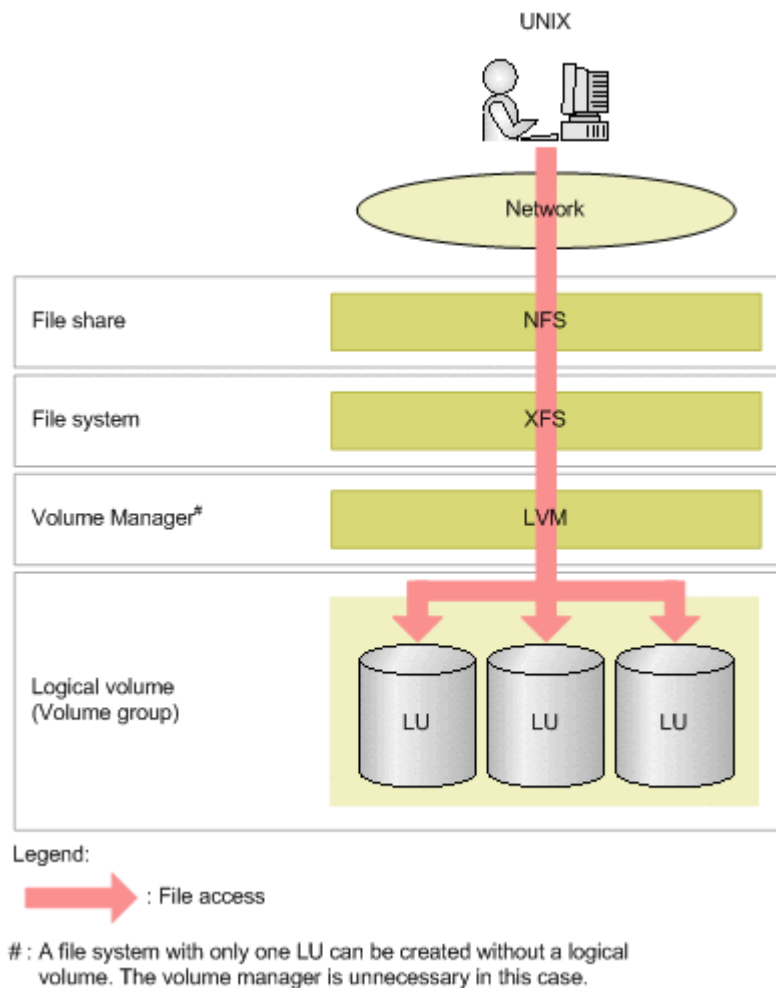 UNIX
Network
File share
NFS
File system
XFS
Volume Manager#
LVM
Logical volume
(Volume group)
LU
LU
LU
Legend:
: File access
# : A file system with only one LU can be created without a logical
volume. The volume manager is unnecessary in this case.